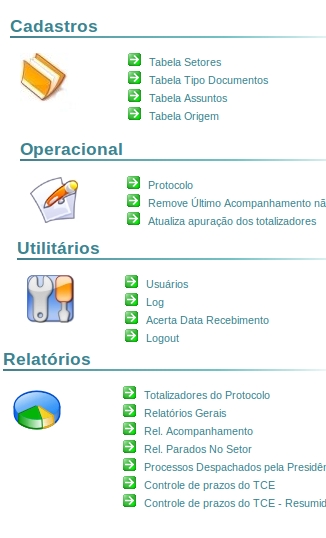 Cadastros
Tabela Setores
Tabela Tipo Documentos
Tabela Assuntos
Tabela Origem
Operacional
Protocolo
Remove Último Acompanhamento nã
Atualiza apuração dos totalizadores
Utilitários
Usuários
Log
Acerta Data Recebimento
Logout
Relatórios
Totalizadores do Protocolo
Relatórios Gerais
Rel. Acompanhamento
Rel. Parados No Setor
Processos Despachados pela Presidên
Controle de prazos do TCE
Controle de prazos do TCE - Resumid